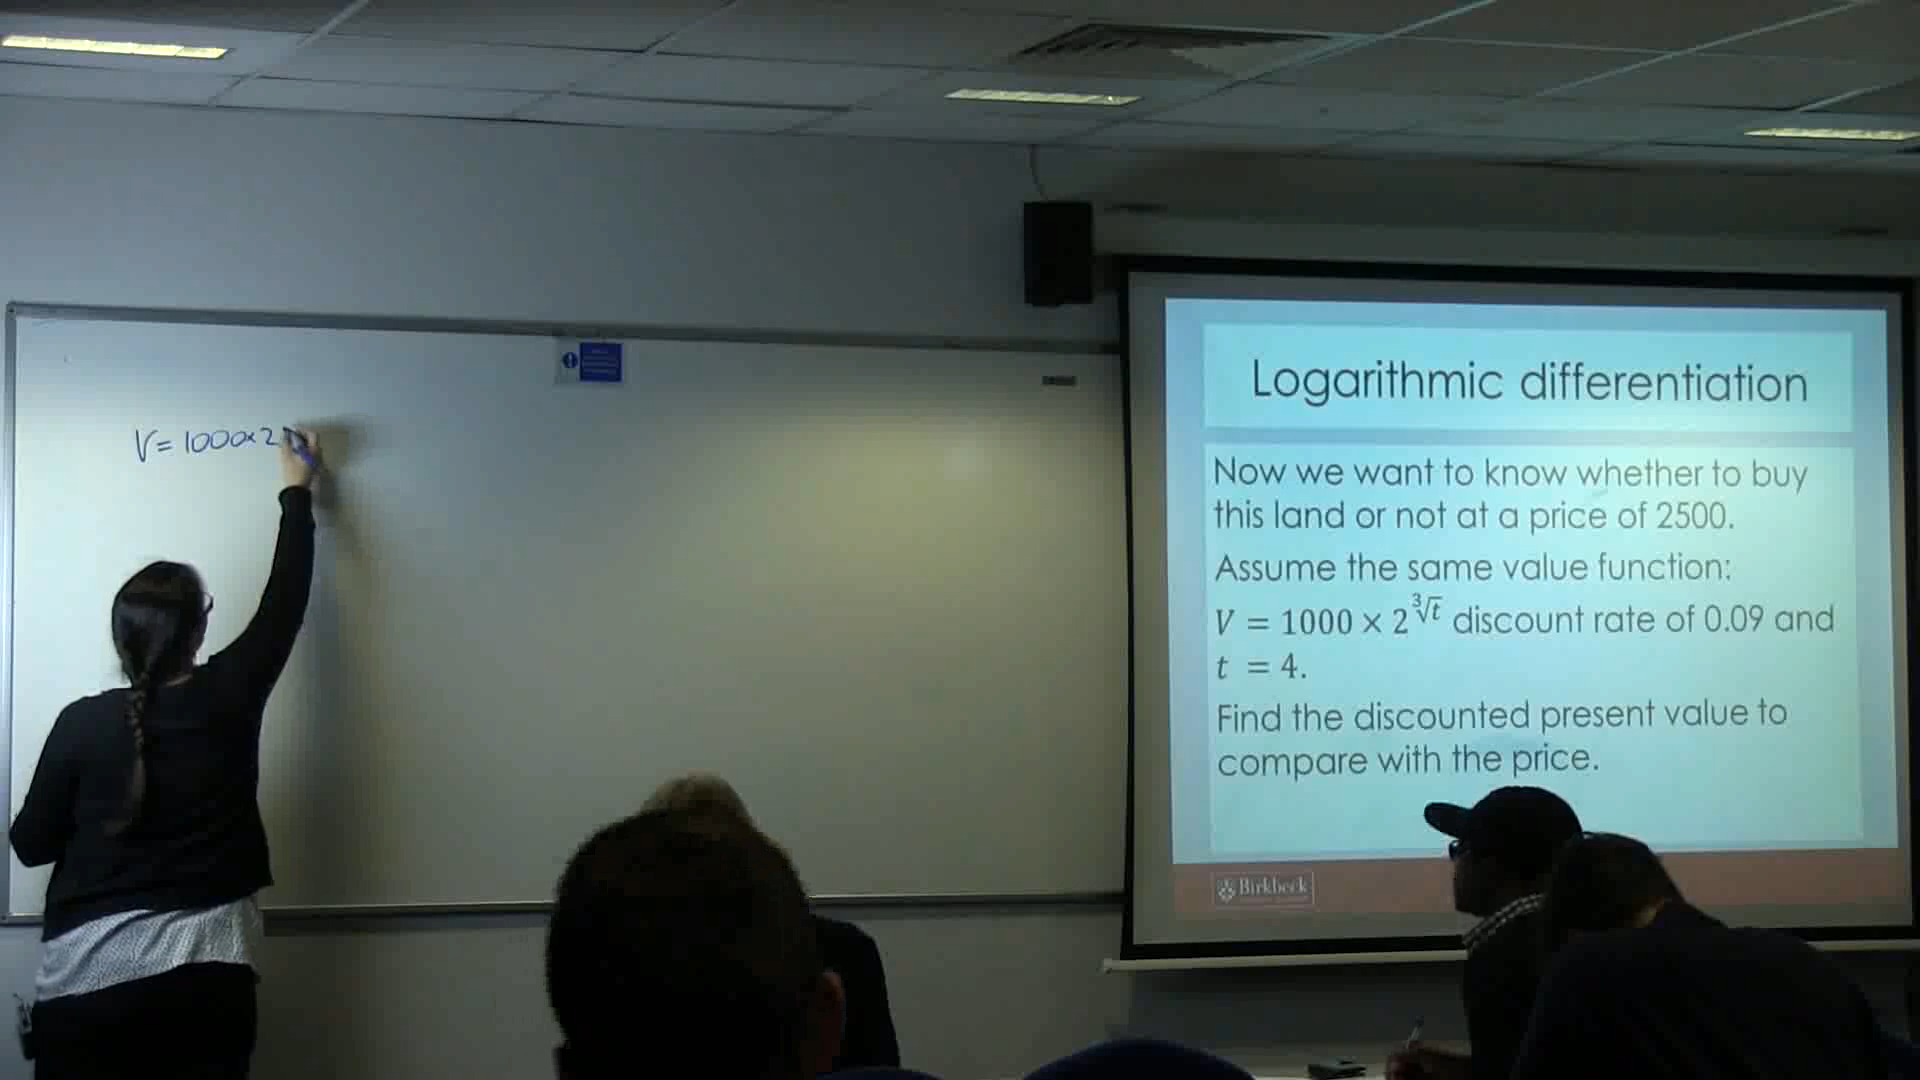 V = 1000 × 2
Logarithmic differentiation
Now we want to know whether to buy
this land or not at a price of 2500.
Assume the same value function:
V = 1000 × 2^∛t discount rate of 0.09 and
t = 4.
Find the discounted present value to
compare with the price.
Birkbeck